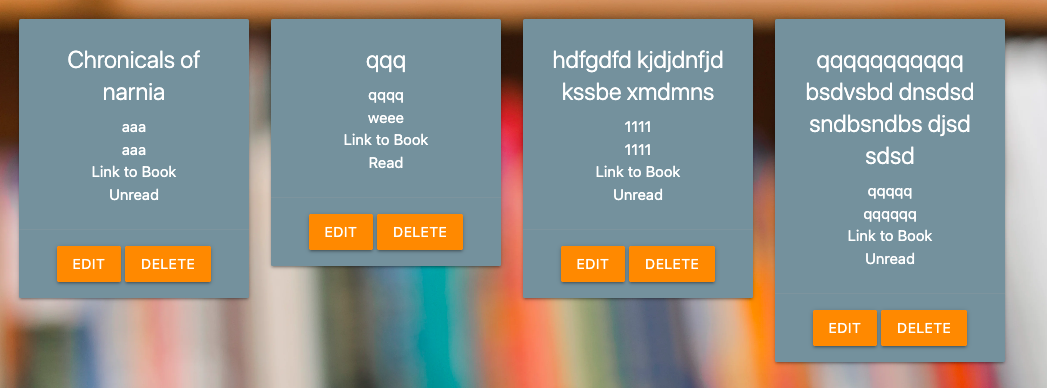 Chronicals of
narnia
aaa
aaa
Link to Book
Unread
EDIT DELETE
qqq
qqqq
weee
Link to Book
Read
EDIT DELETE
hdfgdfd kjdjdnfjd
kssbe xmdmns
1111
1111
Link to Book
Unread
EDIT DELETE
qqqqqqqqqqq
bsdvsbd dnsdsd
sndbsndbs djsd
sdsd
qqqqq
qqqqqq
Link to Book
Unread
EDIT DELETE